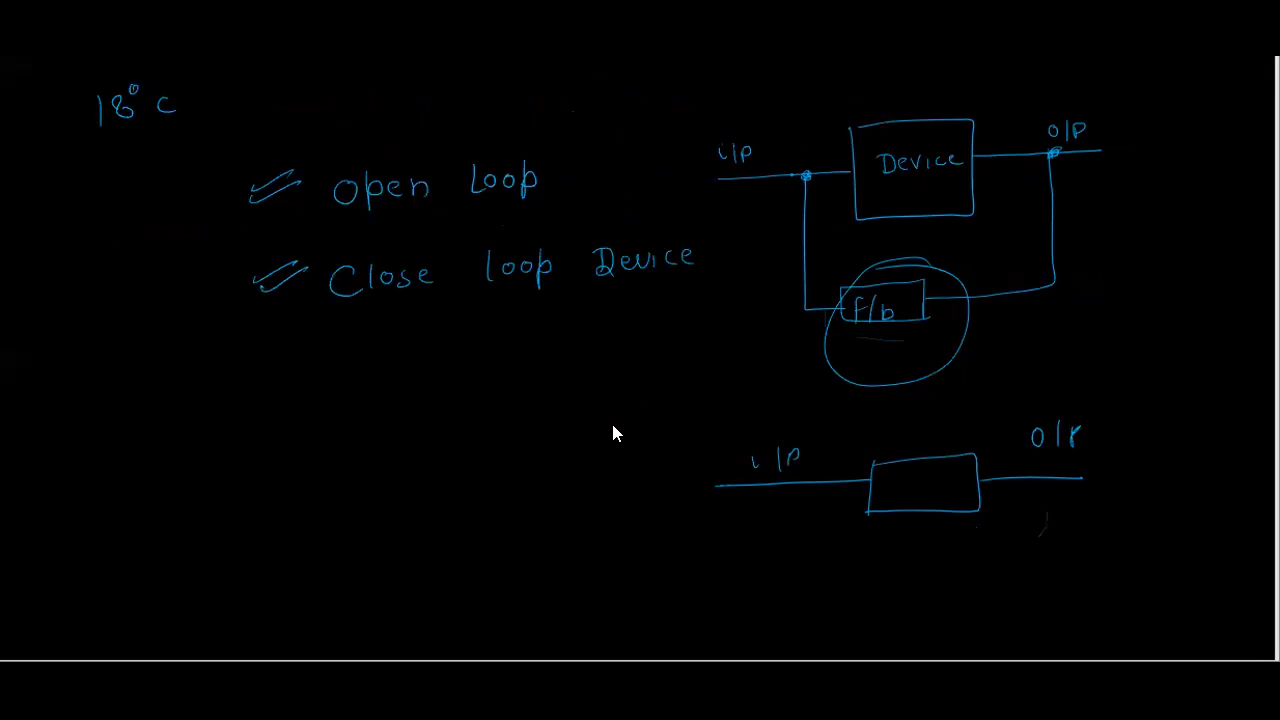 18°C
Open Loop
Close loop Device
i/p
Device
o/p
F/b
i/p
o/p